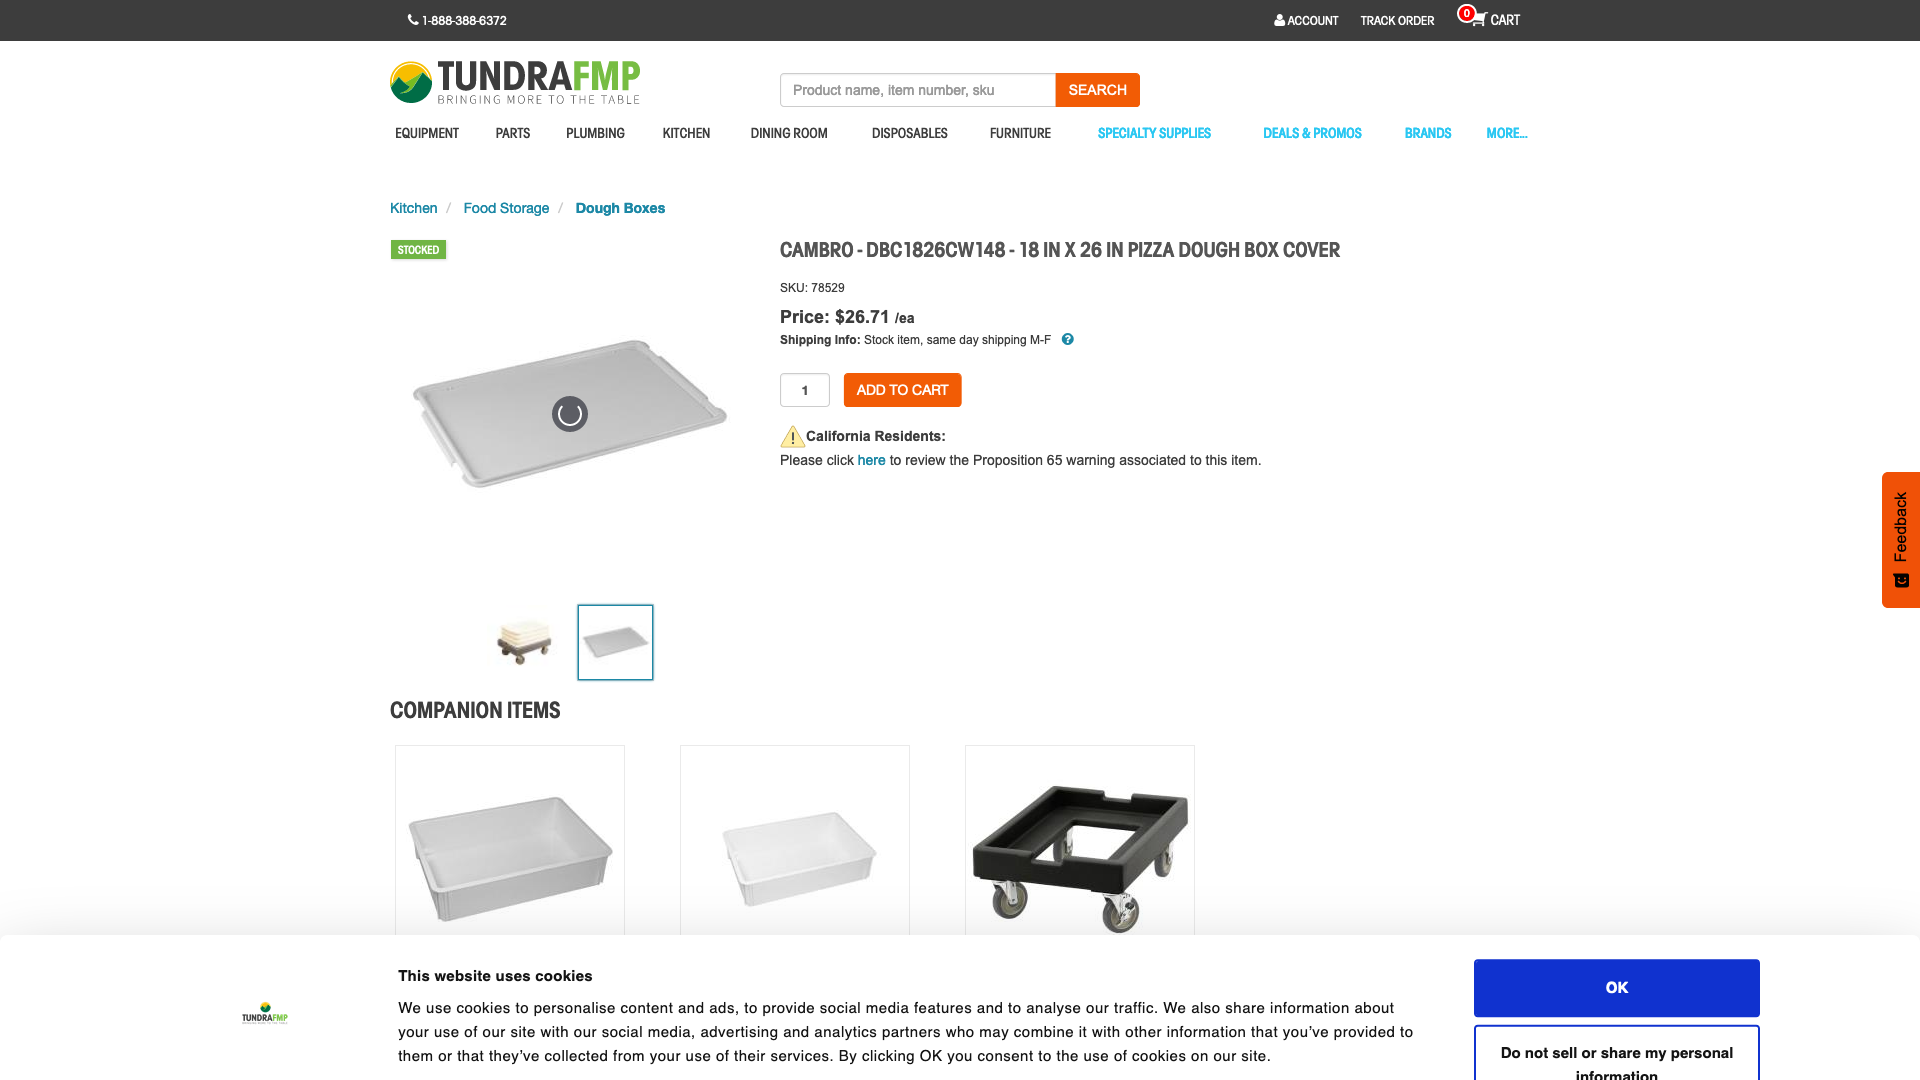 1-888-388-6372
ACCOUNT
TRACK ORDER
0
CART
TUNDRAFMP
BRINGING MORE TO THE TABLE
Product name, item number, sku
SEARCH
EQUIPMENT
PARTS
PLUMBING
KITCHEN
DINING ROOM
DISPOSABLES
FURNITURE
SPECIALTY SUPPLIES
DEALS & PROMOS
BRANDS
MORE...
Kitchen / Food Storage / Dough Boxes
STOCKED
CAMBRO - DBC1826CW148 - 18 IN X 26 IN PIZZA DOUGH BOX COVER
SKU: 78529
Price: $26.71 /ea
Shipping Info: Stock item, same day shipping M-F
1
ADD TO CART
California Residents:
Please click here to review the Proposition 65 warning associated to this item.
Feedback
COMPANION ITEMS
This website uses cookies
We use cookies to personalise content and ads, to provide social media features and to analyse our traffic. We also share information about
your use of our site with our social media, advertising and analytics partners who may combine it with other information that you’ve provided to
them or that they’ve collected from your use of their services. By clicking OK you consent to the use of cookies on our site.
TUNDRAFMP
OK
Do not sell or share my personal
information